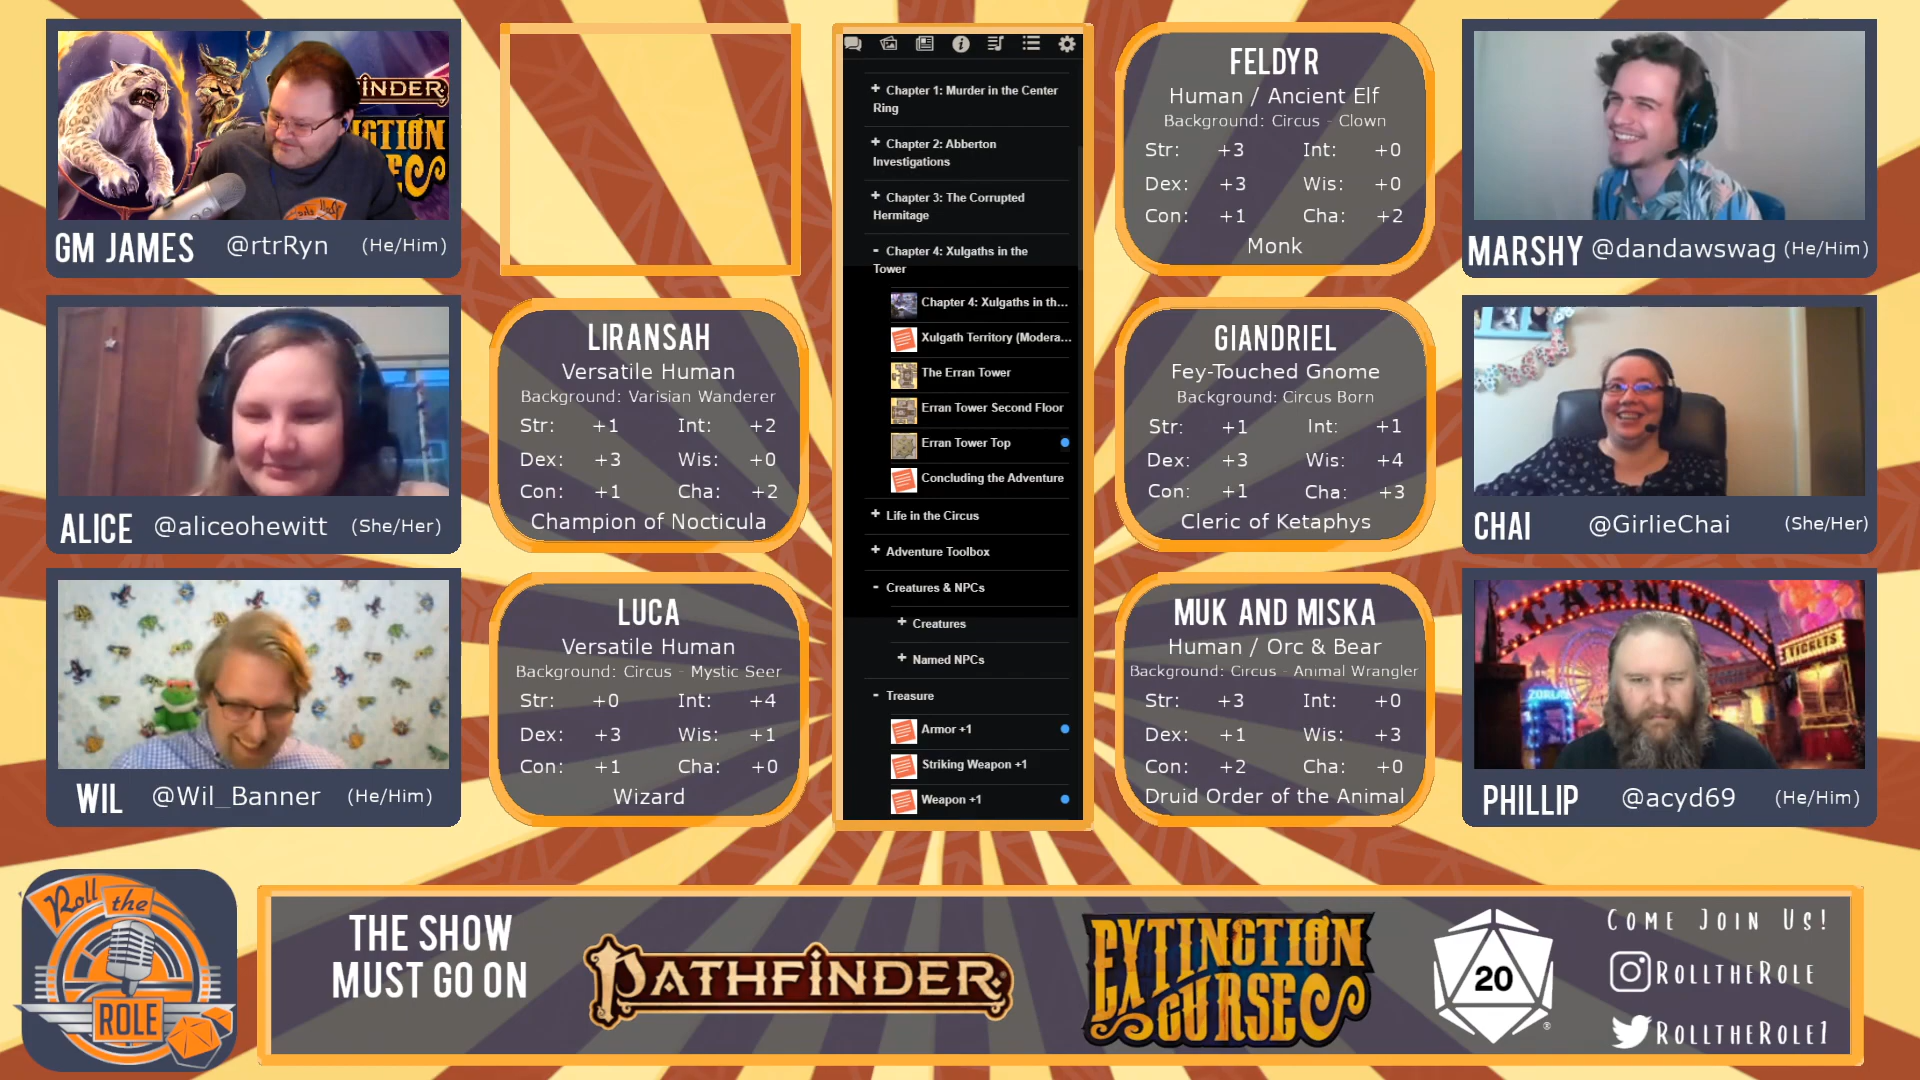 FINDER
GM JAMES @rtrRyn (He/Him)
ALICE @aliceohewitt (She/Her)
WIL @Wil_Banner (He/Him)
LIRANSAH
Versatile Human
Background: Varisian Wanderer
Str: +1 Int: +2
Dex: +3 Wis: +0
Con: +1 Cha: +2
Champion of Nocticula
LUCA
Versatile Human
Background: Circus - Mystic Seer
Str: +0 Int: +4
Dex: +3 Wis: +1
Con: +1 Cha: +0
Wizard
+ Chapter 1: Murder in the Center
Ring
+ Chapter 2: Abberton
Investigations
+ Chapter 3: The Corrupted
Hermitage
- Chapter 4: Xulgaths in the
Tower
Chapter 4: Xulgaths in th...
Xulgath Territory (Modera...
The Erran Tower
Erran Tower Second Floor
Erran Tower Top
Concluding the Adventure
+ Life in the Circus
+ Adventure Toolbox
- Creatures & NPCs
+ Creatures
+ Named NPCs
- Treasure
Armor +1
Striking Weapon +1
Weapon +1
FELDYR
Human / Ancient Elf
Background: Circus - Clown
Str: +3 Int: +0
Dex: +3 Wis: +0
Con: +1 Cha: +2
Monk
GIANDRIEL
Fey-Touched Gnome
Background: Circus Born
Str: +1 Int: +1
Dex: +3 Wis: +4
Con: +1 Cha: +3
Cleric of Ketaphys
MUK AND MISKA
Human / Orc & Bear
Background: Circus - Animal Wrangler
Str: +3 Int: +0
Dex: +1 Wis: +3
Con: +2 Cha: +0
Druid Order of the Animal
MARSHY @dandawswag (He/Him)
CHAI @GirlieChai (She/Her)
TICKETS
PHILLIP @acyd69 (He/Him)
Roll the
ROLE
THE SHOW
MUST GO ON
PATHFINDER
EXTINCTION
CURSE
20
COME JOIN US!
ROLLTHEROLE
ROLLTHEROLE1